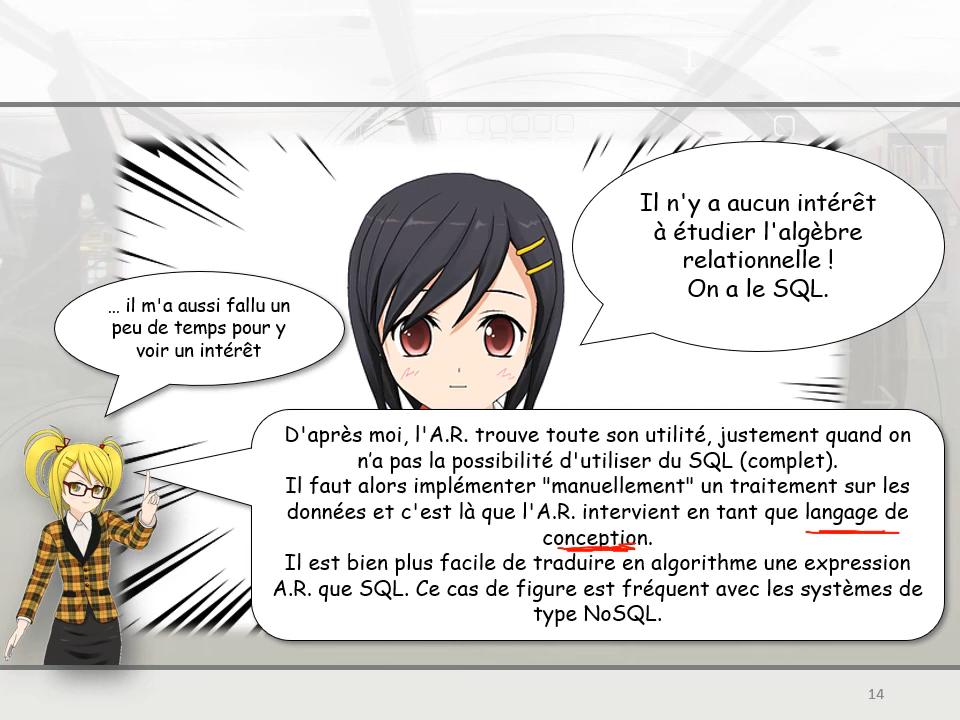 Il n'y a aucun intérêt
à étudier l'algèbre
relationnelle !
On a le SQL.
… il m'a aussi fallu un
peu de temps pour y
voir un intérêt
D'après moi, l'A.R. trouve toute son utilité, justement quand on
n’a pas la possibilité d'utiliser du SQL (complet).
Il faut alors implémenter "manuellement" un traitement sur les
données et c'est là que l'A.R. intervient en tant que langage de
conception.
Il est bien plus facile de traduire en algorithme une expression
A.R. que SQL. Ce cas de figure est fréquent avec les systèmes de
type NoSQL.
14